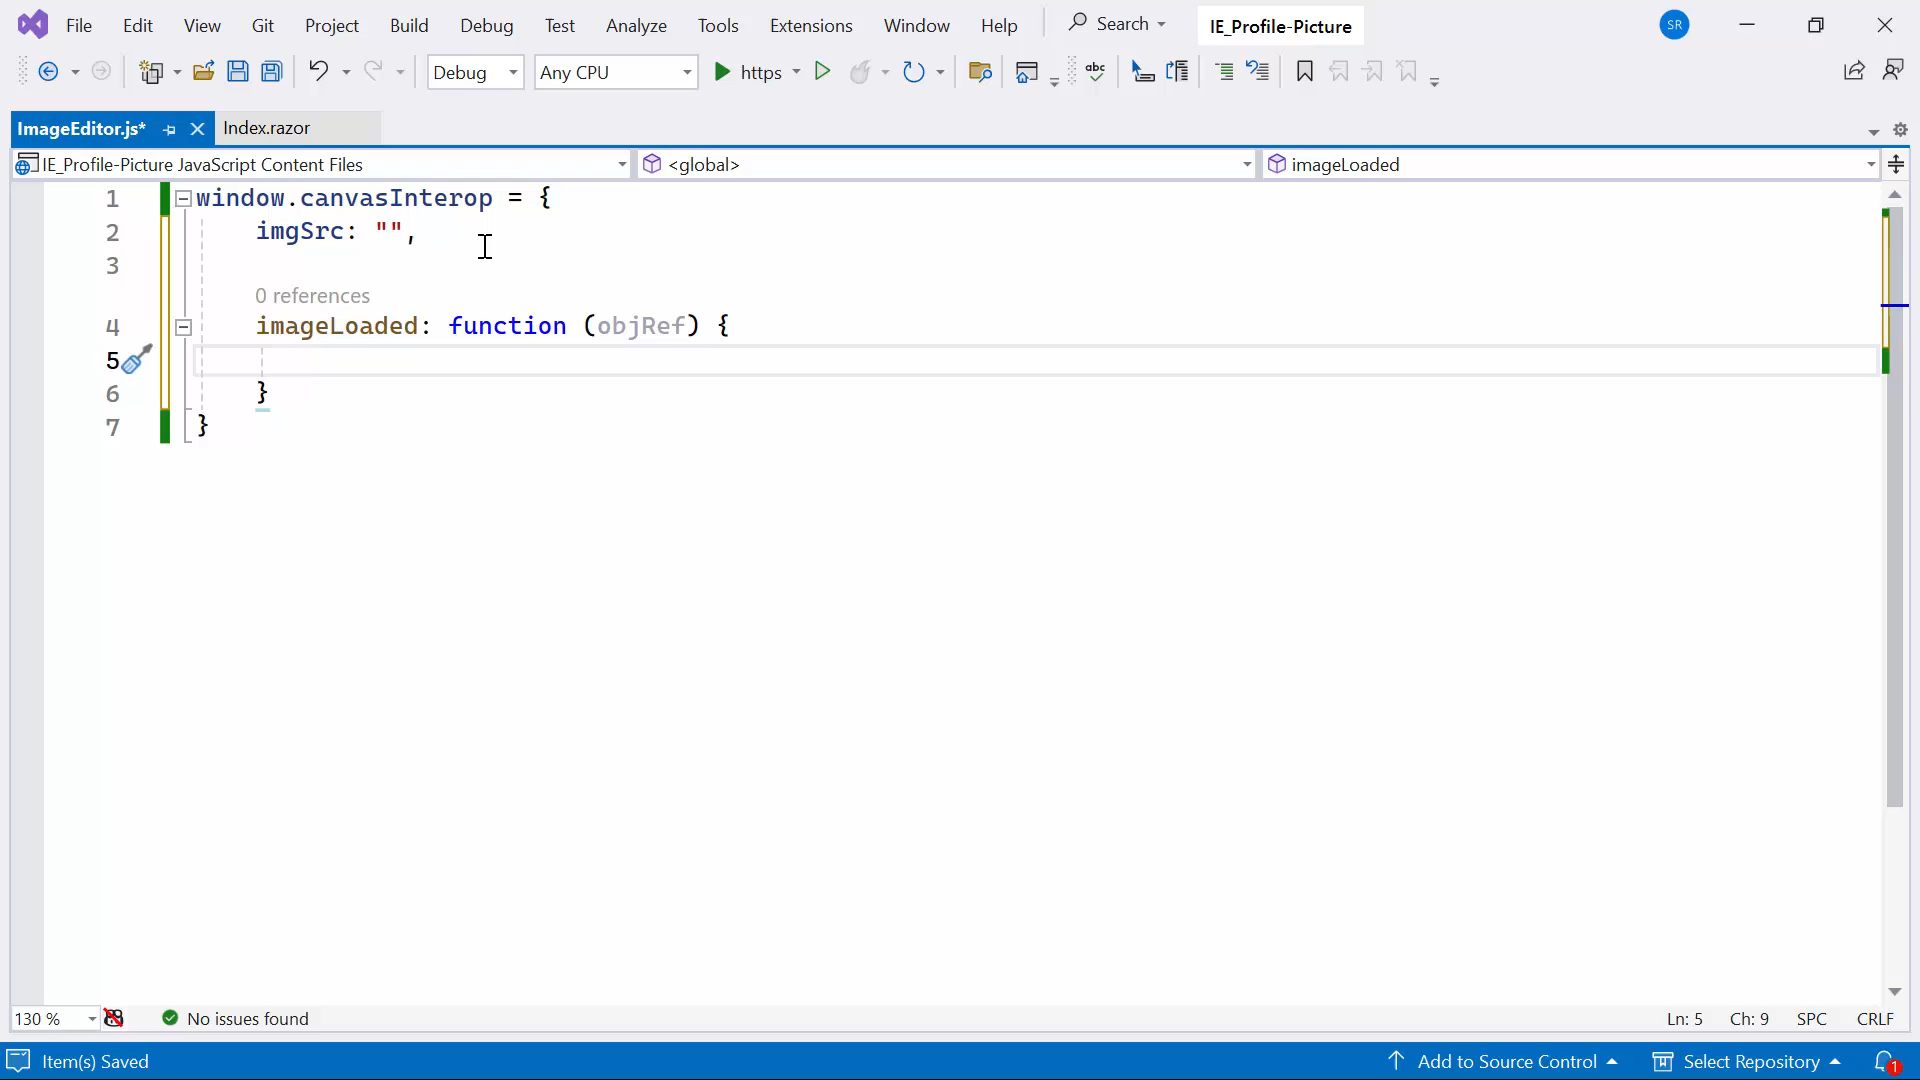 File Edit View Git Project Build Debug Test Analyze Tools Extensions Window Help Search IE_Profile-Picture SR
Debug Any CPU https abc
ImageEditor.js* Index.razor
IE_Profile-Picture JavaScript Content Files <global> imageLoaded
1 window.canvasInterop = {
2 imgSrc: "",
3
0 references
4 imageLoaded: function (objRef) {
5
6 }
7 }
130 % No issues found Ln: 5 Ch: 9 SPC CRLF
Item(s) Saved Add to Source Control Select Repository 1